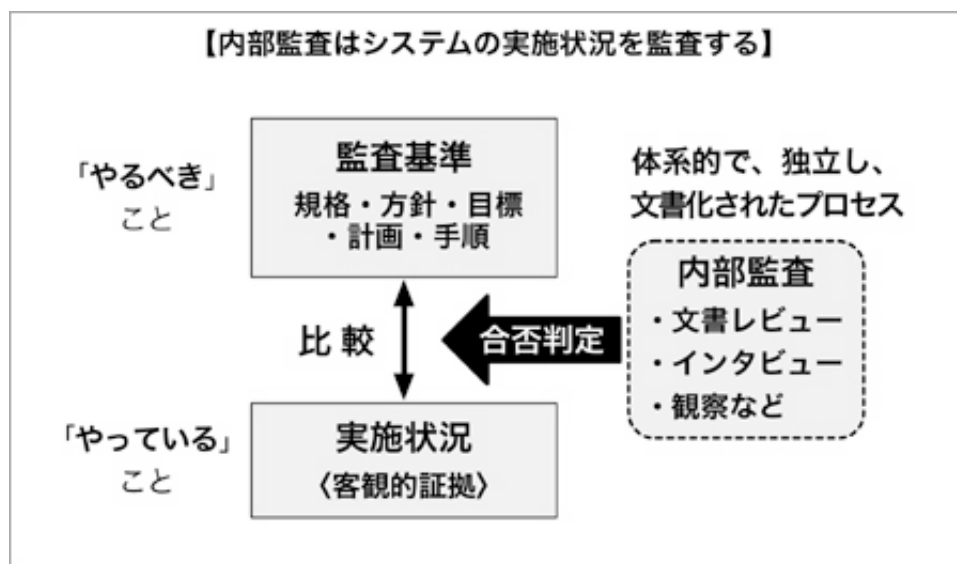 【内部監査はシステムの実施状況を監査する】
「やるべき」
こと
監査基準
規格・方針・目標
・計画・手順
体系的で、独立し、
文書化されたプロセス
内部監査
・文書レビュー
・インタビュー
・観察など
比較
合否判定
「やっている」
こと
実施状況
〈客観的証拠〉